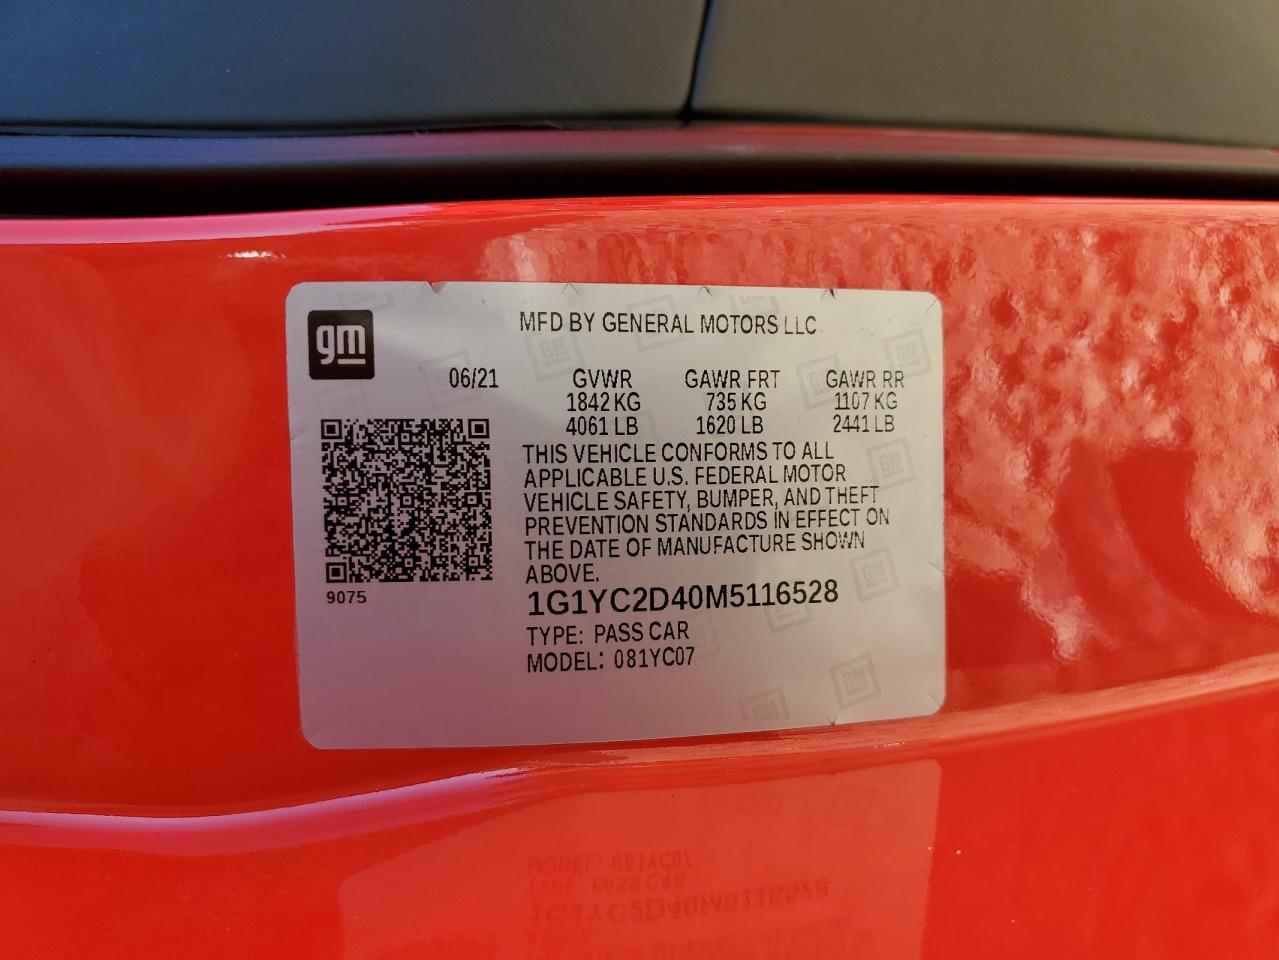 gm
MFD BY GENERAL MOTORS LLC
06/21 GVWR GAWR FRT GAWR RR
1842 KG 735 KG 1107 KG
4061 LB 1620 LB 2441 LB
THIS VEHICLE CONFORMS TO ALL
APPLICABLE U.S. FEDERAL MOTOR
VEHICLE SAFETY, BUMPER, AND THEFT
PREVENTION STANDARDS IN EFFECT ON
THE DATE OF MANUFACTURE SHOWN
ABOVE.
9075
1G1YC2D40M5116528
TYPE: PASS CAR
MODEL: 081YC07